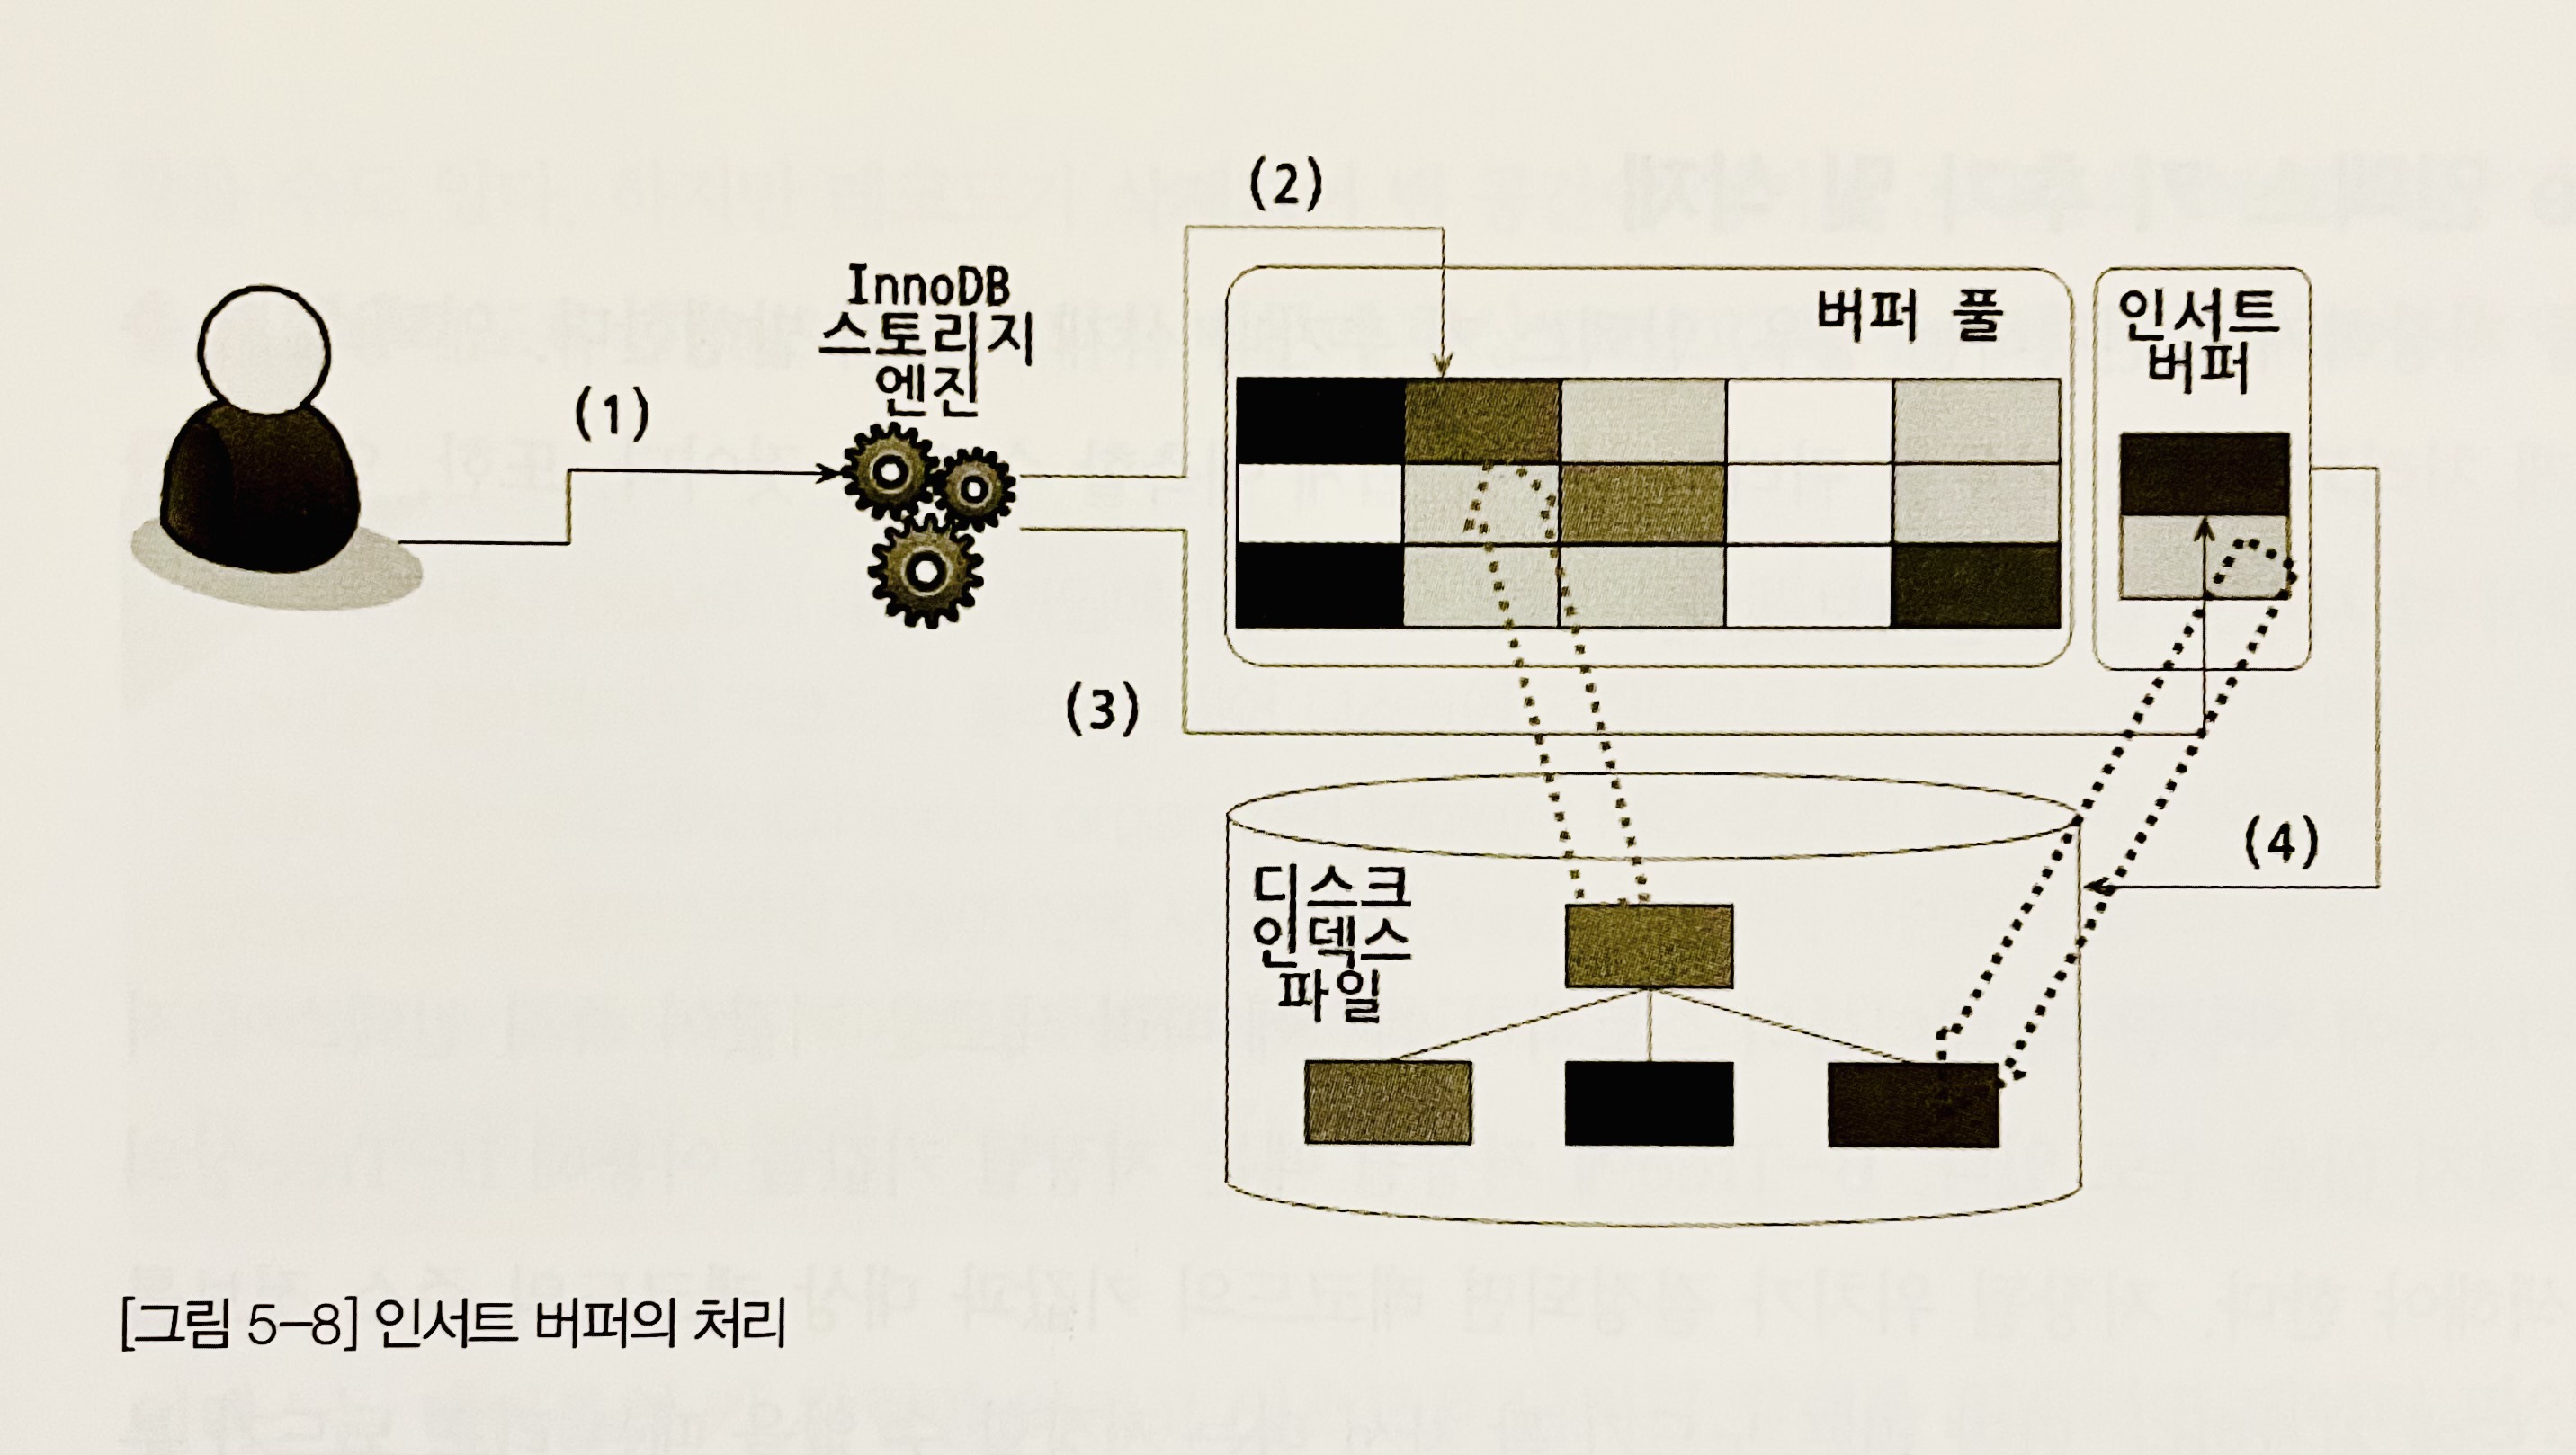 (2)
InnoDB
스토리지
엔진
버퍼 풀
인서트
버퍼
(1)
(3)
(4)
디스크
인덱스
파일
[그림 5-8] 인서트 버퍼의 처리